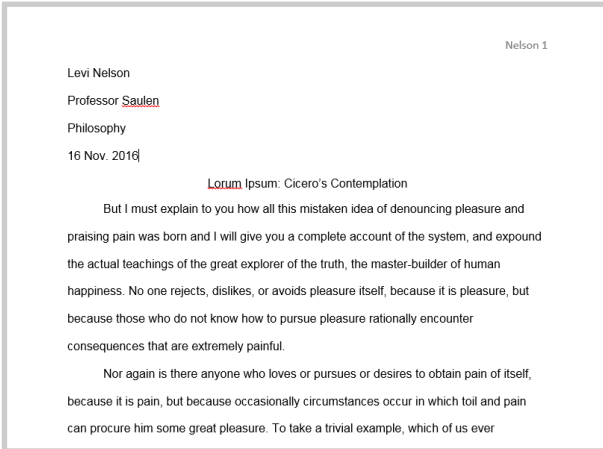 Nelson 1
Levi Nelson
Professor Saulen
Philosophy
16 Nov. 2016
Lorum Ipsum: Cicero's Contemplation
But I must explain to you how all this mistaken idea of denouncing pleasure and
praising pain was born and I will give you a complete account of the system, and expound
the actual teachings of the great explorer of the truth, the master-builder of human
happiness. No one rejects, dislikes, or avoids pleasure itself, because it is pleasure, but
because those who do not know how to pursue pleasure rationally encounter
consequences that are extremely painful.
Nor again is there anyone who loves or pursues or desires to obtain pain of itself,
because it is pain, but because occasionally circumstances occur in which toil and pain
can procure him some great pleasure. To take a trivial example, which of us ever